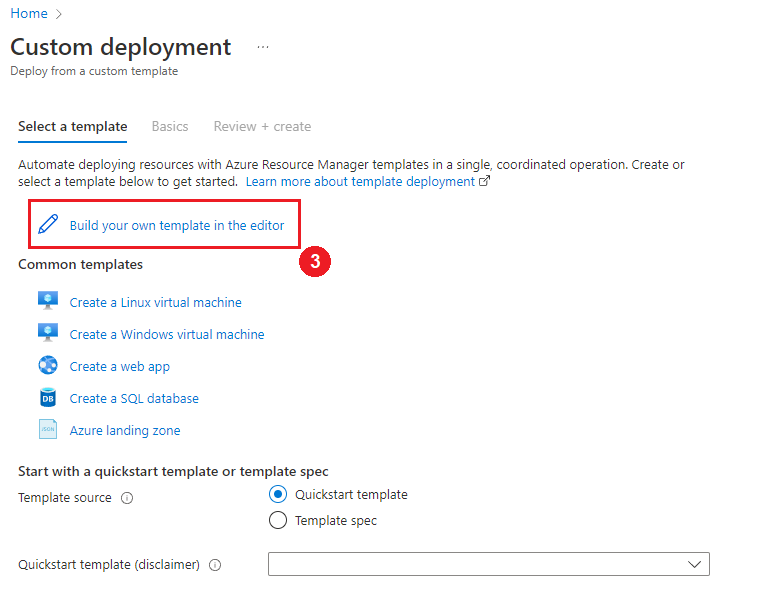 Home
Custom deployment ...
Deploy from a custom template
Select a template Basics Review + create
Automate deploying resources with Azure Resource Manager templates in a single, coordinated operation. Create or
select a template below to get started. Learn more about template deployment
Build your own template in the editor
3
Common templates
Create a Linux virtual machine
Create a Windows virtual machine
Create a web app
DB Create a SQL database
JSON Azure landing zone
Start with a quickstart template or template spec
Template source Quickstart template
Template spec
Quickstart template (disclaimer)